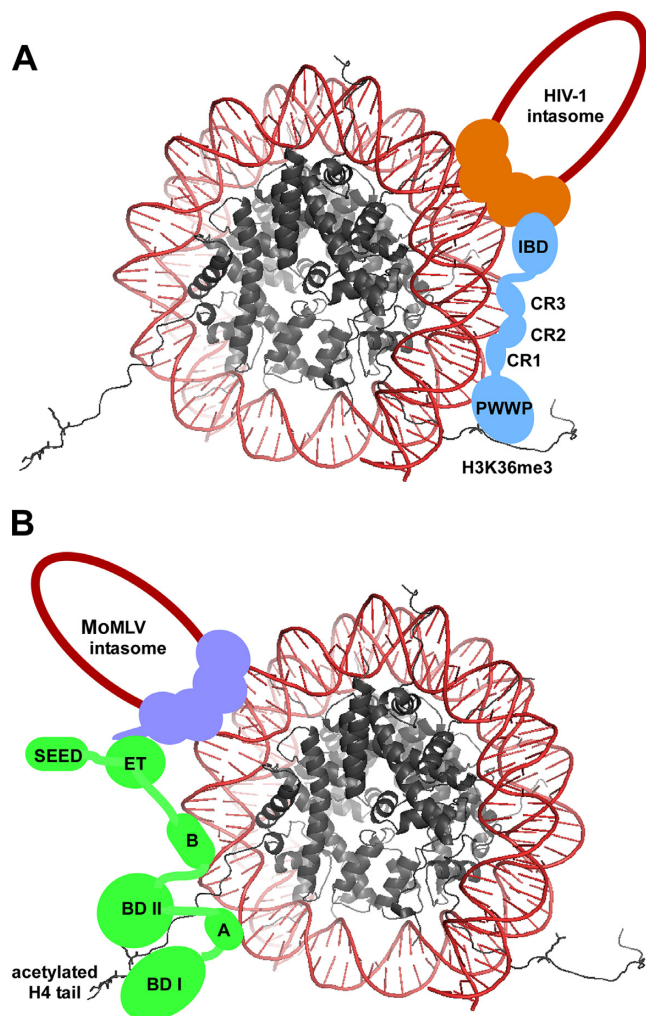 A
HIV-1
intasome
IBD
CR3
CR2
CR1
PWWP
H3K36me3
B
MoMLV
intasome
SEED
ET
B
BD II
A
acetylated
H4 tail
BD I